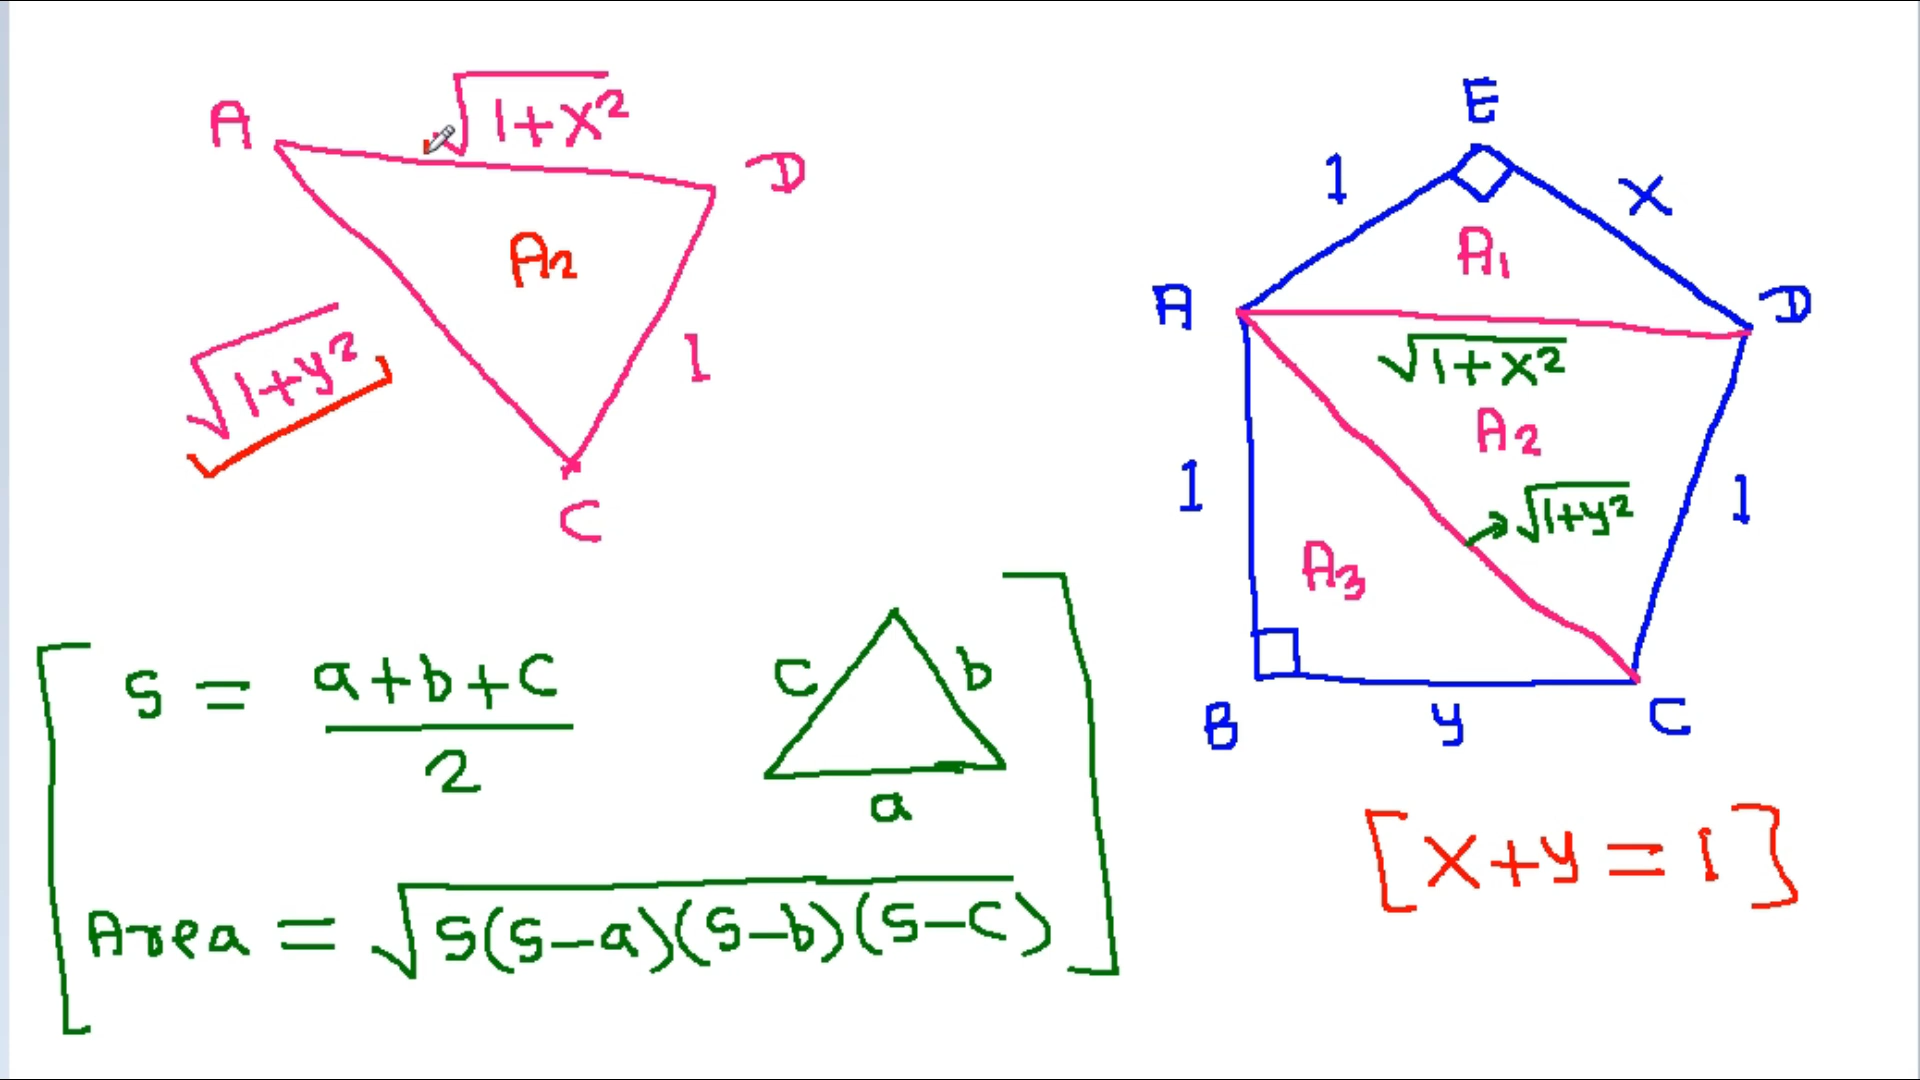 A
√1+x²
D
A₂
√1+y²
1
C
E
1
x
A₁
A
D
√1+x²
A₂
1
√1+y²
1
A₃
B
y
C
[x+y=1]
S = a+b+c
2
c
b
a
Area = √S(S-a)(S-b)(S-c)